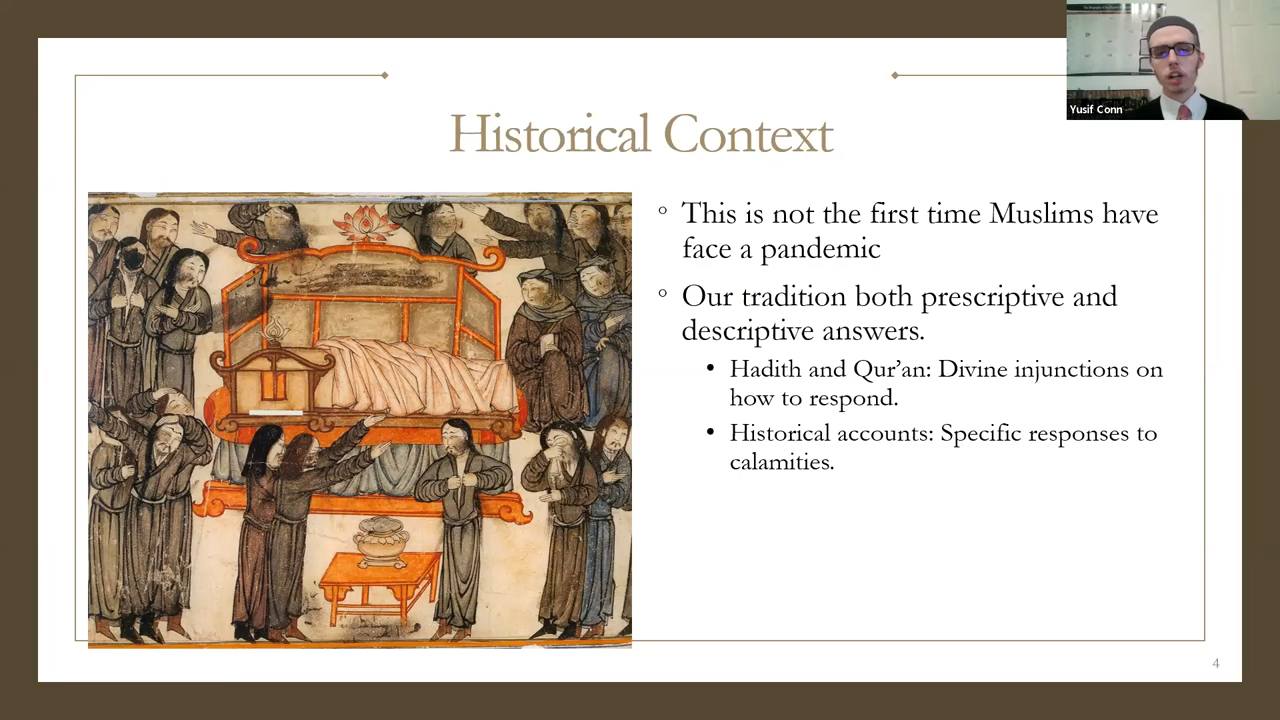 Yusif Conn
Historical Context
° This is not the first time Muslims have
face a pandemic
° Our tradition both prescriptive and
descriptive answers.
• Hadith and Qur’an: Divine injunctions on
how to respond.
• Historical accounts: Specific responses to
calamities.
4